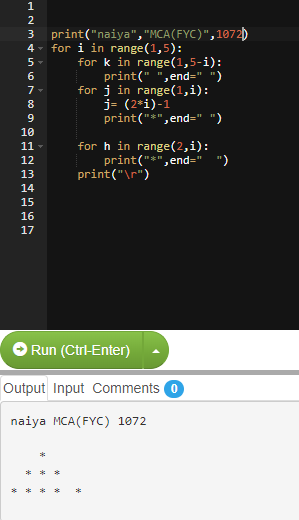 1
2
3 print("naiya","MCA(FYC)",1072)
4 for i in range(1,5):
5     for k in range(1,5-i):
6         print(" ",end=" ")
7     for j in range(1,i):
8         j= (2*i)-1
9         print("*",end=" ")
10
11     for h in range(2,i):
12         print("*",end="  ")
13     print("\r")
14
15
16
17
Run (Ctrl-Enter)
Output Input Comments 0
naiya MCA(FYC) 1072
    *
  * * *
* * * *  *